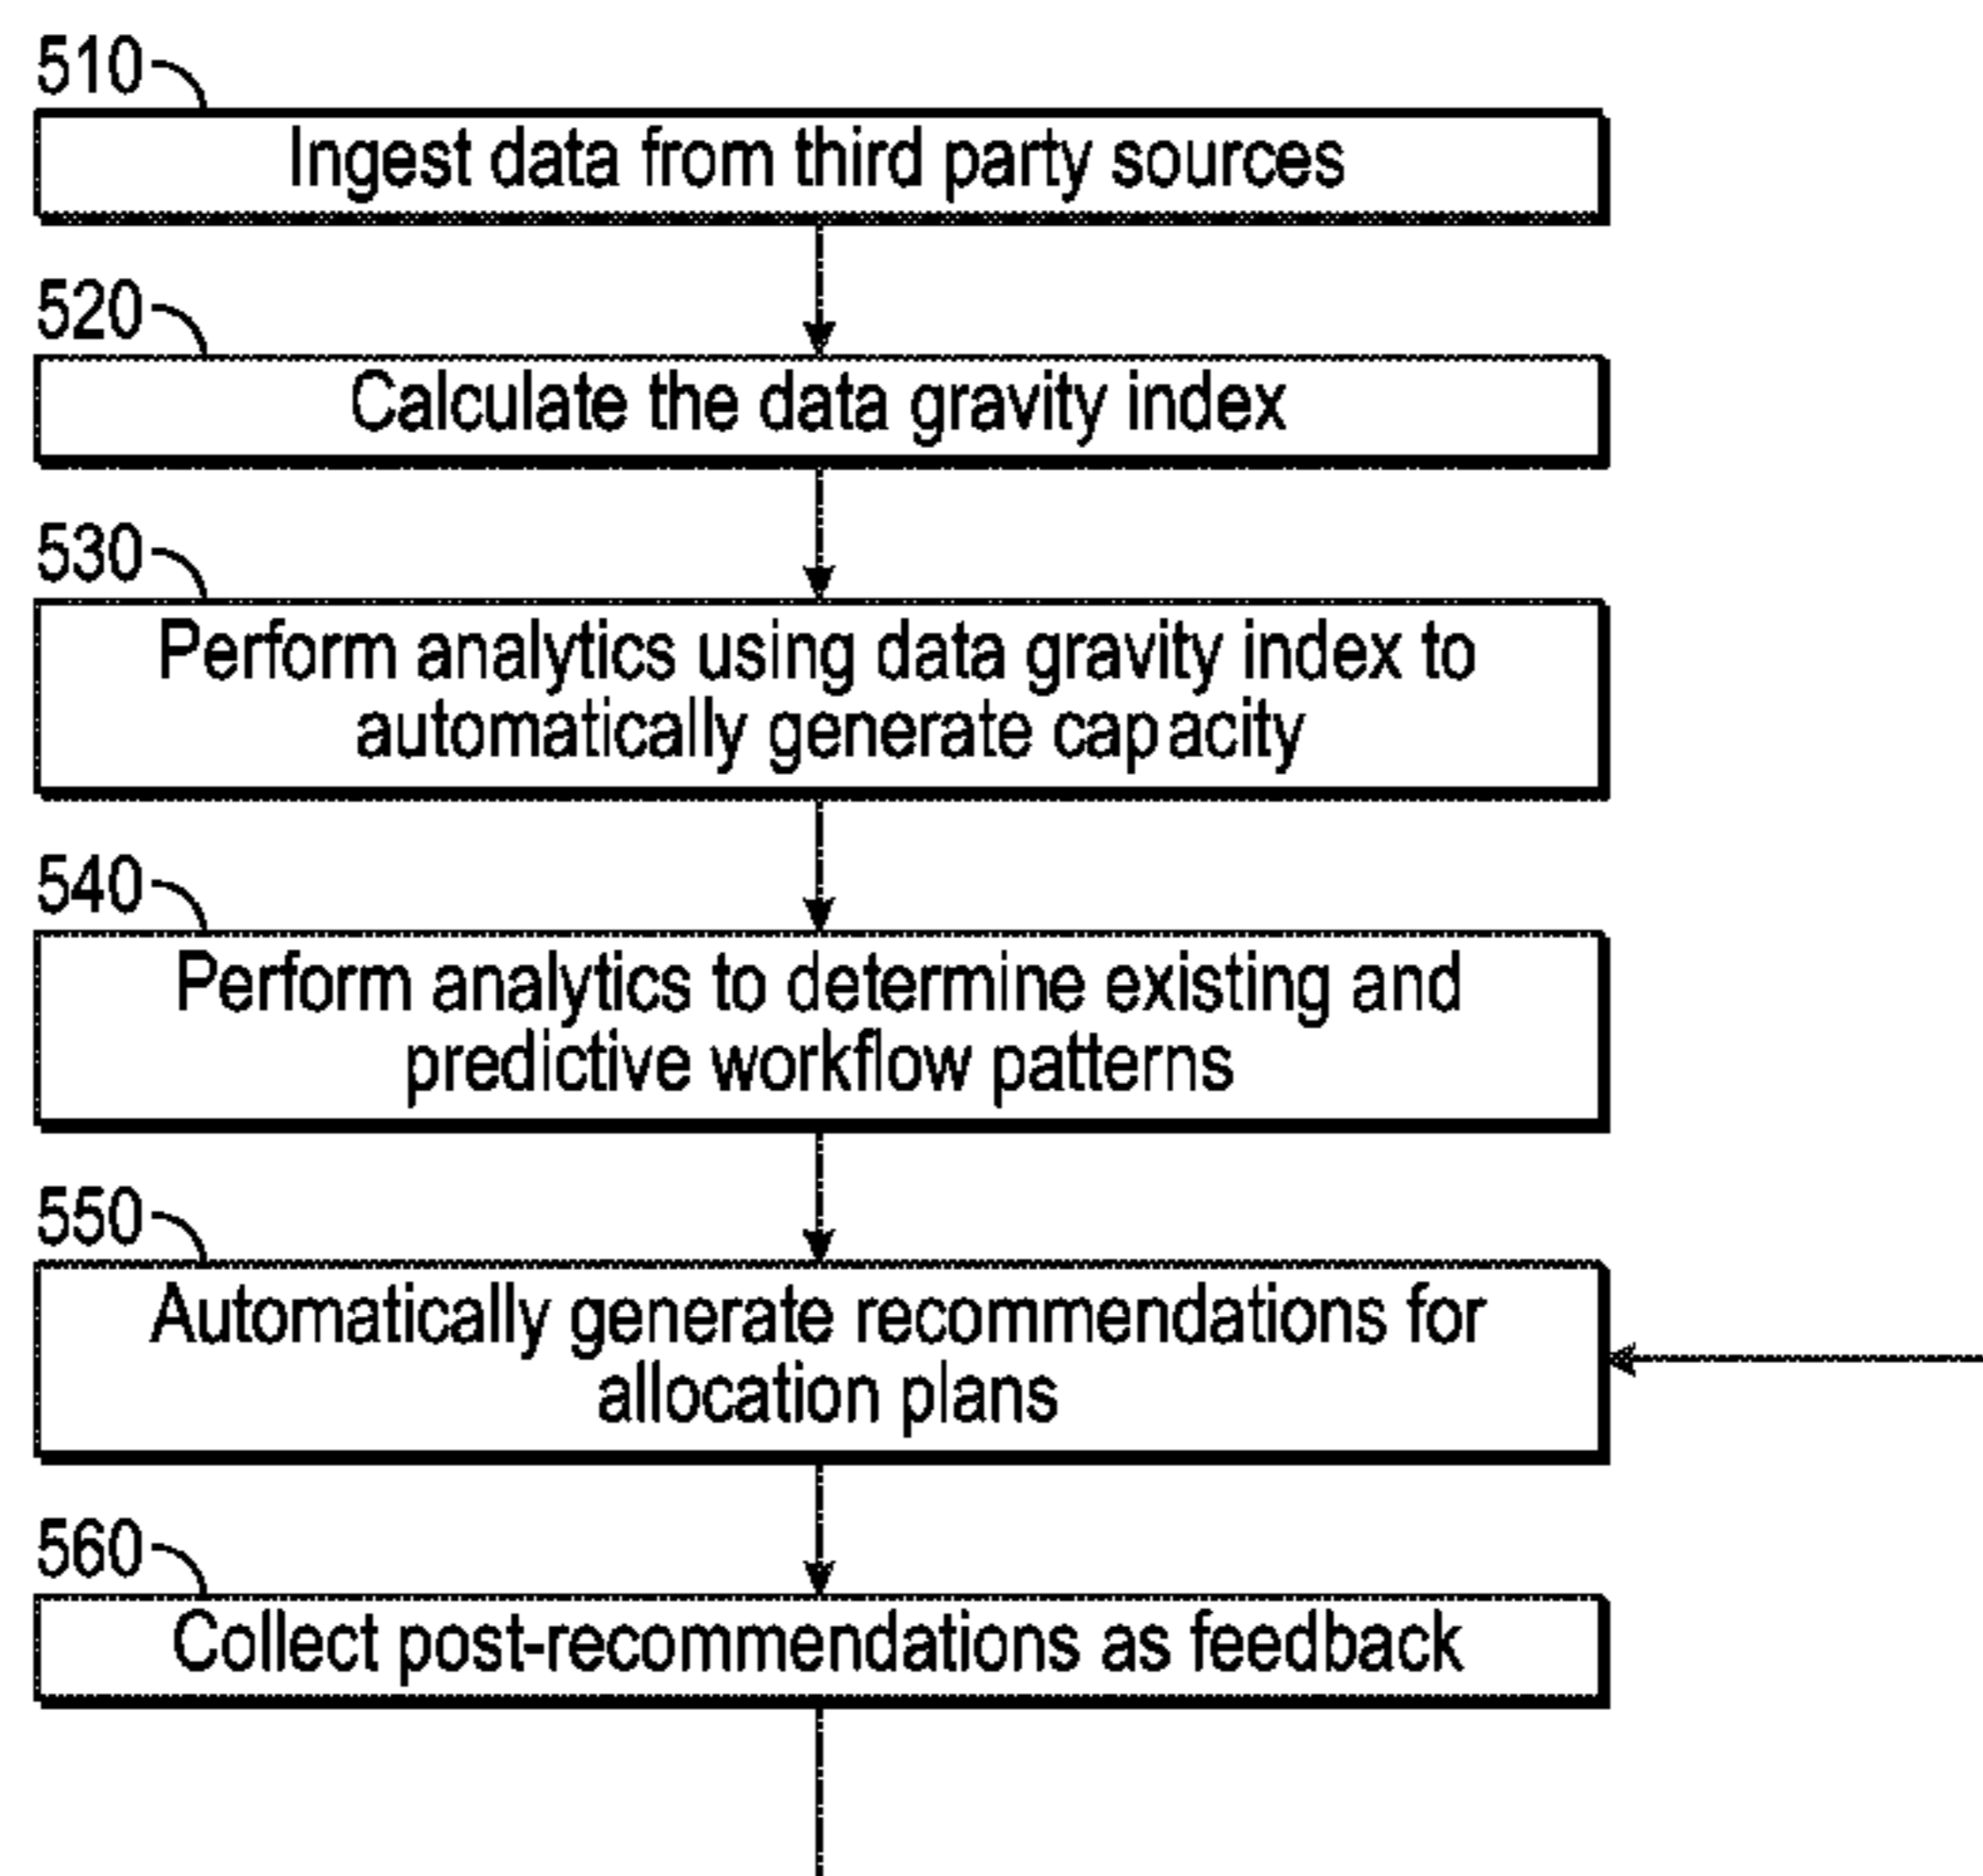 510
Ingest data from third party sources
520
Calculate the data gravity index
530
Perform analytics using data gravity index to
automatically generate capacity
540
Perform analytics to determine existing and
predictive workflow patterns
550
Automatically generate recommendations for
allocation plans
560
Collect post-recommendations as feedback